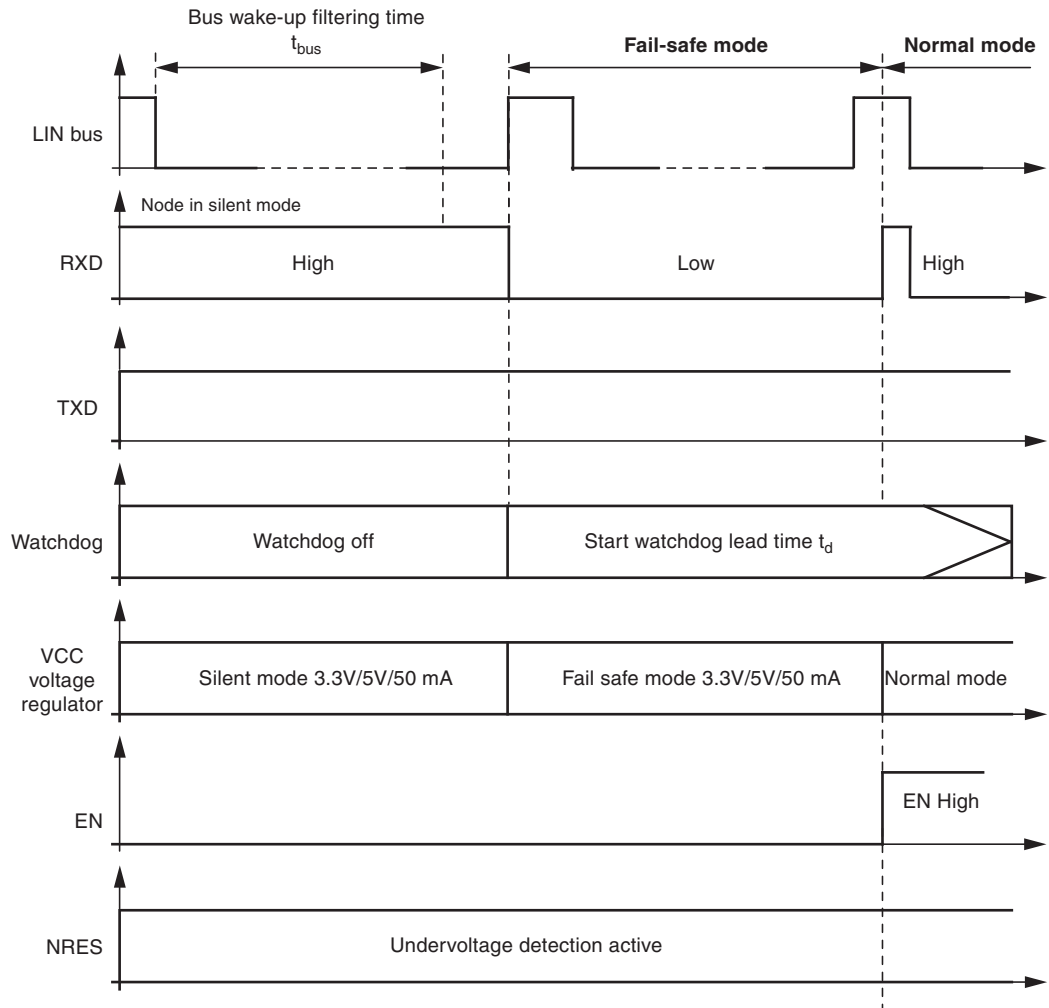 Bus wake-up filtering time
tbus
Fail-safe mode
Normal mode
LIN bus
Node in silent mode
RXD
High
Low
High
TXD
Watchdog
Watchdog off
Start watchdog lead time td
VCC
voltage
regulator
Silent mode 3.3V/5V/50 mA
Fail safe mode 3.3V/5V/50 mA
Normal mode
EN
EN High
NRES
Undervoltage detection active